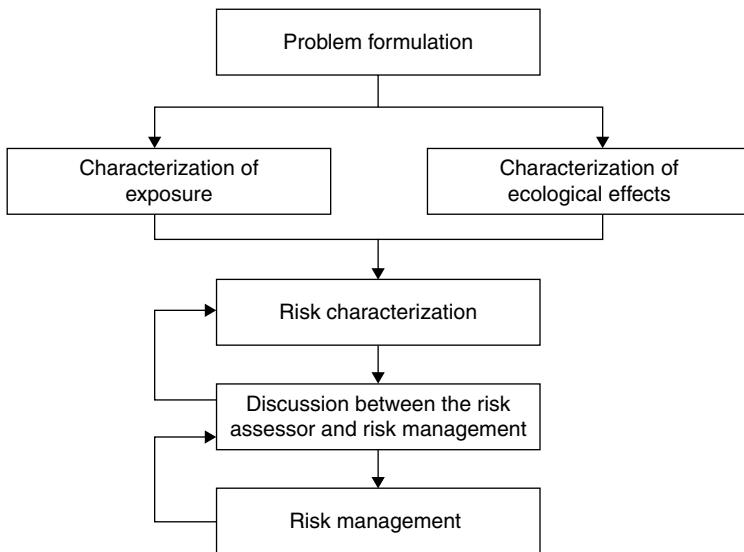 Problem formulation
Characterization of
exposure
Characterization of
ecological effects
Risk characterization
Discussion between the risk
assessor and risk management
Risk management